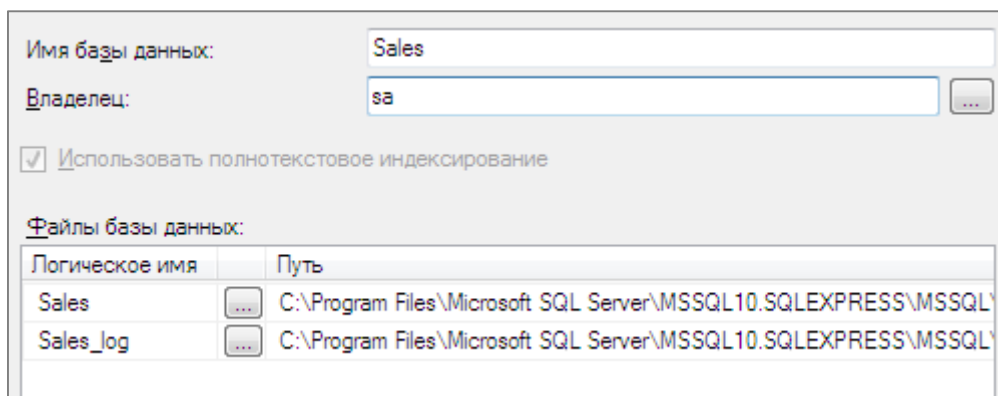 Имя базы данных: Sales
Владелец: sa ...
Использовать полнотекстовое индексирование
Файлы базы данных:
Логическое имя Путь
Sales ... C:\Program Files\Microsoft SQL Server\MSSQL10.SQLEXPRESS\MSSQL\
Sales_log ... C:\Program Files\Microsoft SQL Server\MSSQL10.SQLEXPRESS\MSSQL\